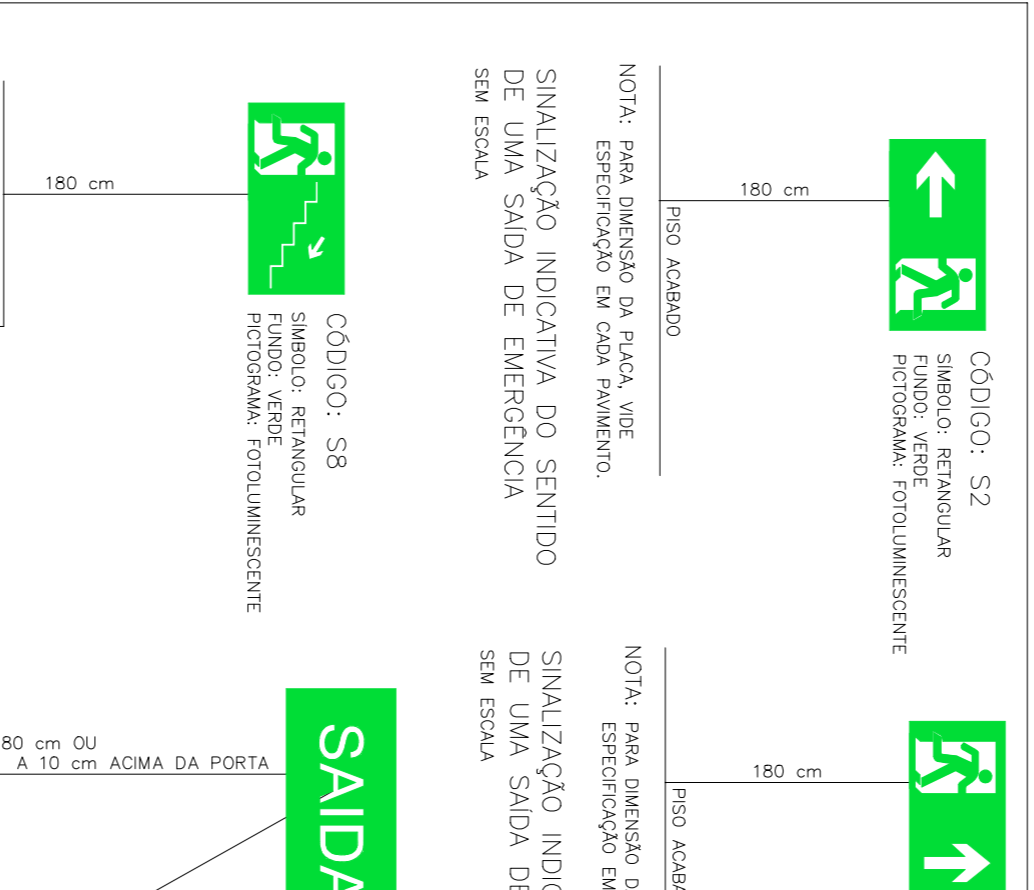 CÓDIGO: S2
SÍMBOLO: RETANGULAR
FUNDO: VERDE
PICTOGRAMA: FOTOLUMINESCENTE
180 cm
PISO ACABADO
NOTA: PARA DIMENSÃO DA PLACA, VIDE
ESPECIFICAÇÃO EM CADA PAVIMENTO.
SINALIZAÇÃO INDICATIVA DO SENTIDO
DE UMA SAÍDA DE EMERGÊNCIA
SEM ESCALA
180 cm
PISO ACABA
NOTA: PARA DIMENSÃO D
ESPECIFICAÇÃO EM
SINALIZAÇÃO INDIC
DE UMA SAÍDA DE
SEM ESCALA
CÓDIGO: S8
SÍMBOLO: RETANGULAR
FUNDO: VERDE
PICTOGRAMA: FOTOLUMINESCENTE
180 cm
SAIDA
80 cm OU
A 10 cm ACIMA DA PORTA